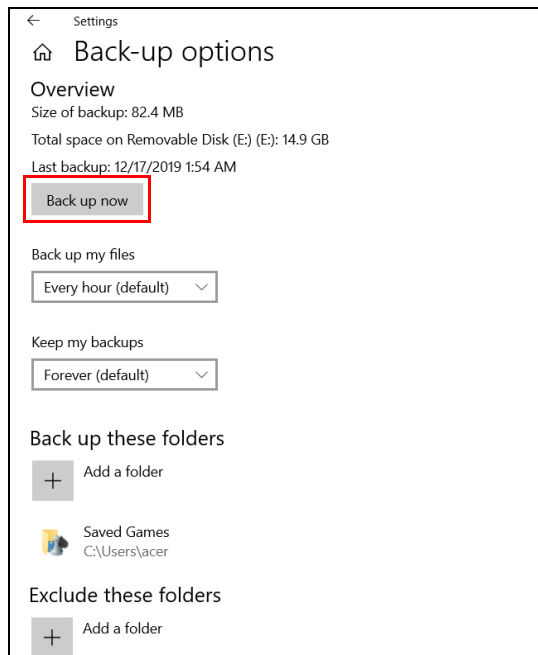 Settings
Back-up options
Overview
Size of backup: 82.4 MB
Total space on Removable Disk (E:) (E:): 14.9 GB
Last backup: 12/17/2019 1:54 AM
Back up now
Back up my files
Every hour (default)
Keep my backups
Forever (default)
Back up these folders
Add a folder
Saved Games
C:\Users\acer
Exclude these folders
Add a folder